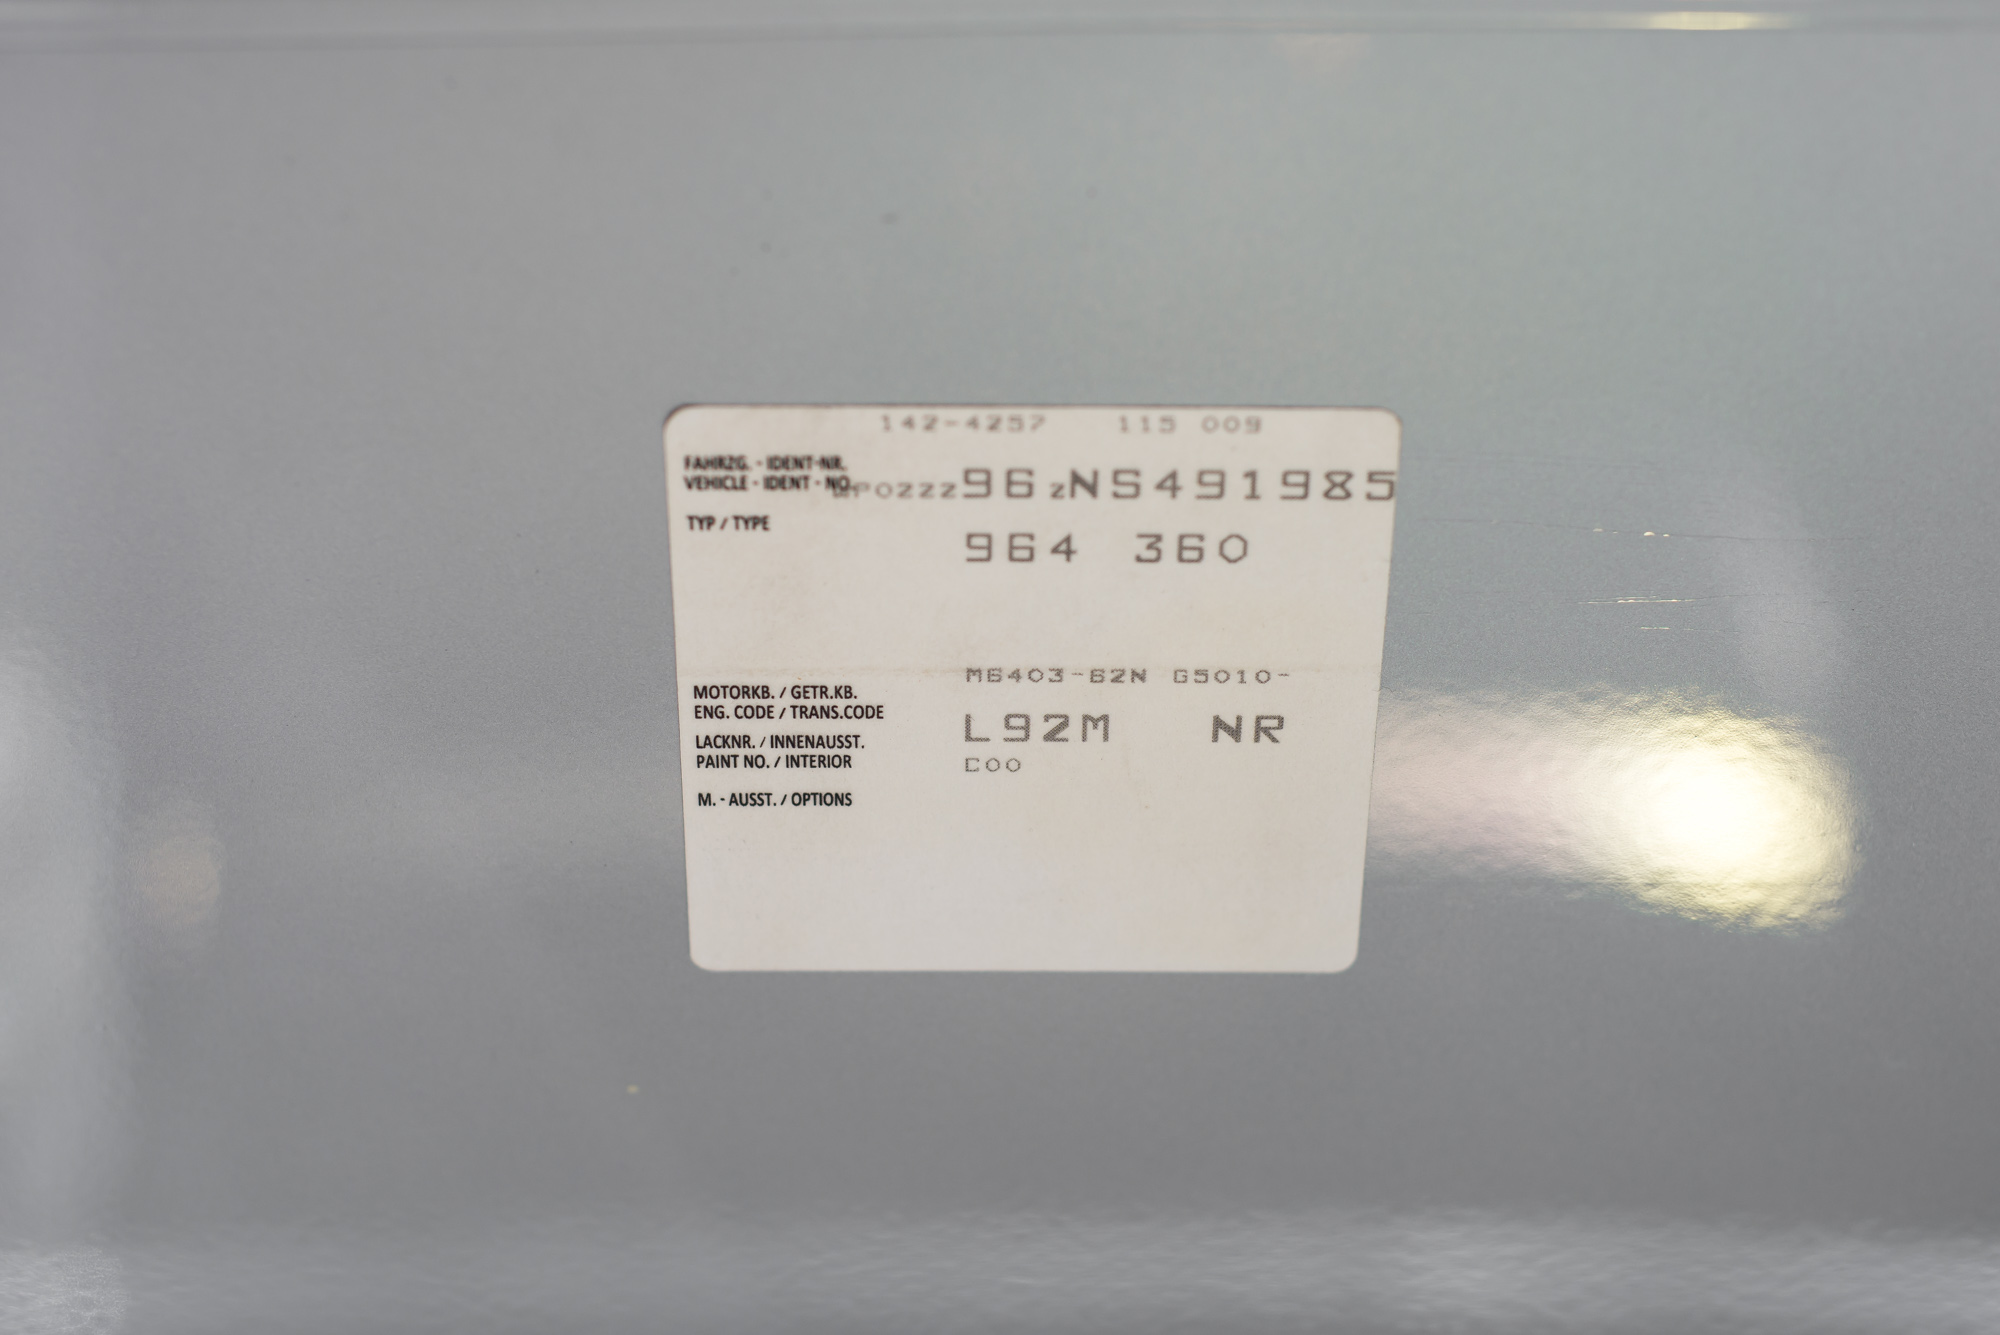 142-4257 115 009
FAHRZG. - IDENT-NR.
VEHICLE - IDENT - NO. WPOZZZ96ZNS491985
TYP / TYPE 964 360
M6403-62N G5010-
MOTORKB. / GETR.KB.
ENG. CODE / TRANS.CODE
L92M NR
LACKNR. / INNENAUSST.
PAINT NO. / INTERIOR
C00
M. - AUSST. / OPTIONS